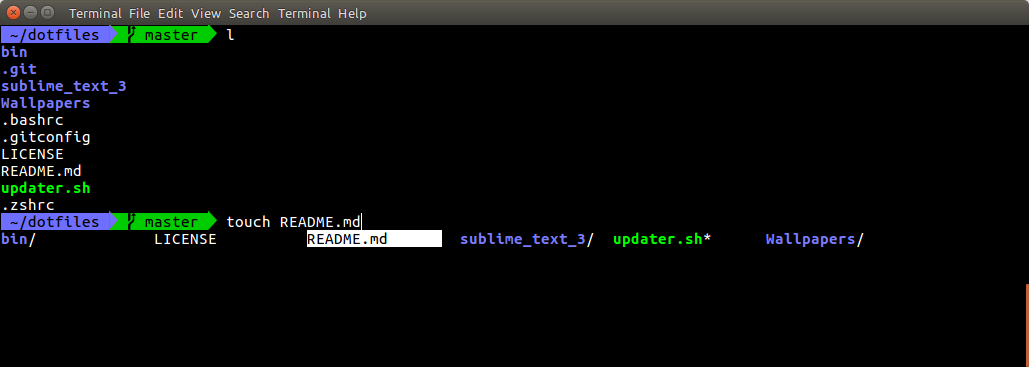 Terminal File Edit View Search Terminal Help
~/dotfiles master l
bin
.git
sublime_text_3
Wallpapers
.bashrc
.gitconfig
LICENSE
README.md
updater.sh
.zshrc
~/dotfiles master touch README.md
bin/ LICENSE README.md sublime_text_3/ updater.sh* Wallpapers/